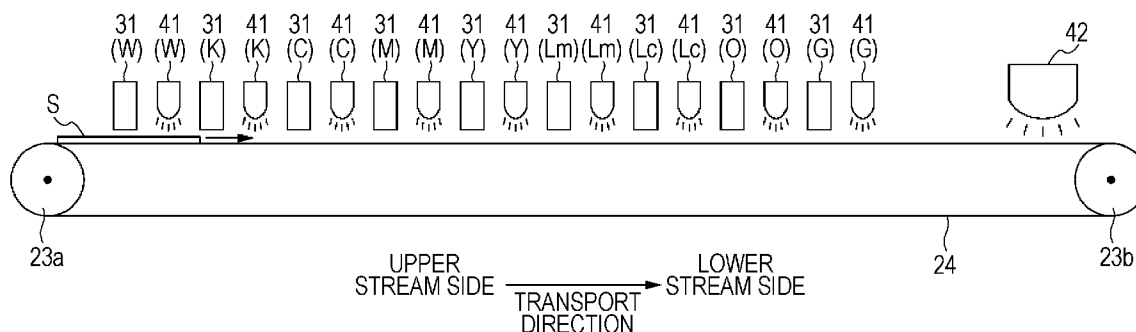 31 41 31 41 31 41 31 41 31 41 31 41 31 41 31 41 31 41
(W) (W) (K) (K) (C) (C) (M) (M) (Y) (Y) (Lm) (Lm) (Lc) (Lc) (O) (O) (G) (G)
42
S
23a
24
23b
UPPER
STREAM SIDE
TRANSPORT
DIRECTION
LOWER
STREAM SIDE